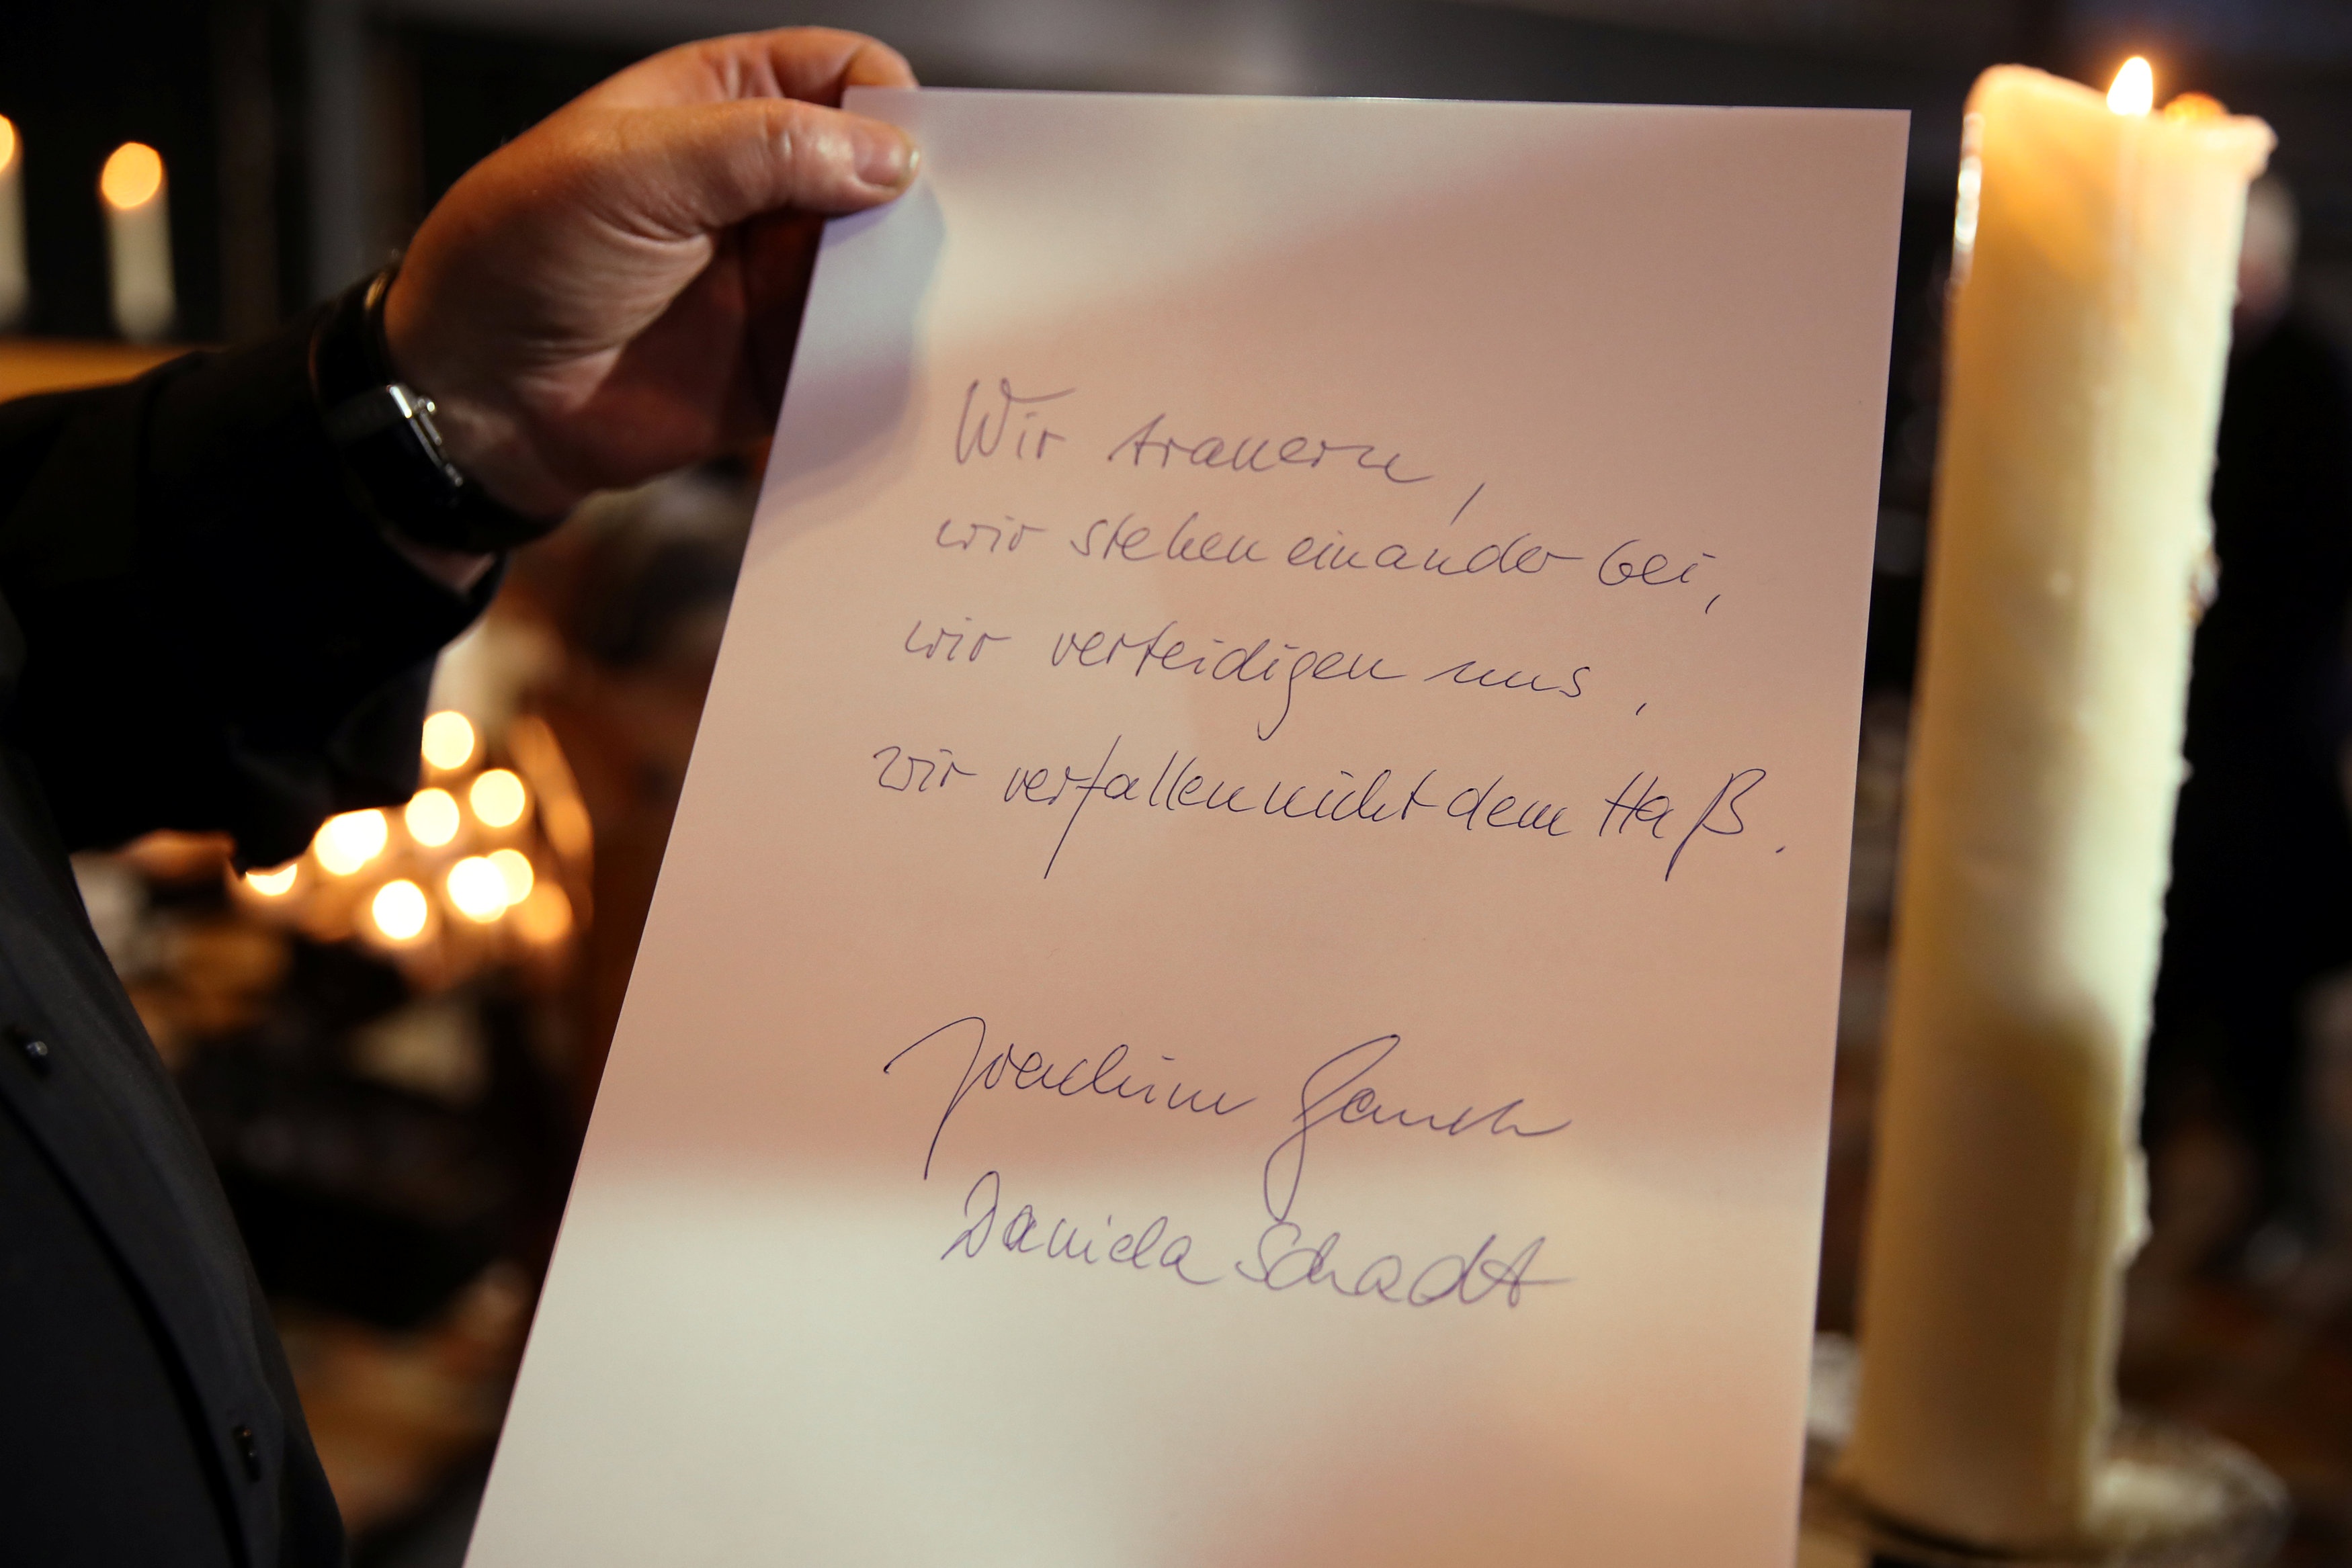 Wir trauern,
wir stehen einander bei,
wir verteidigen uns,
wir verfallen nicht dem Haß.
Joachim Gauck
Daniela Schadt